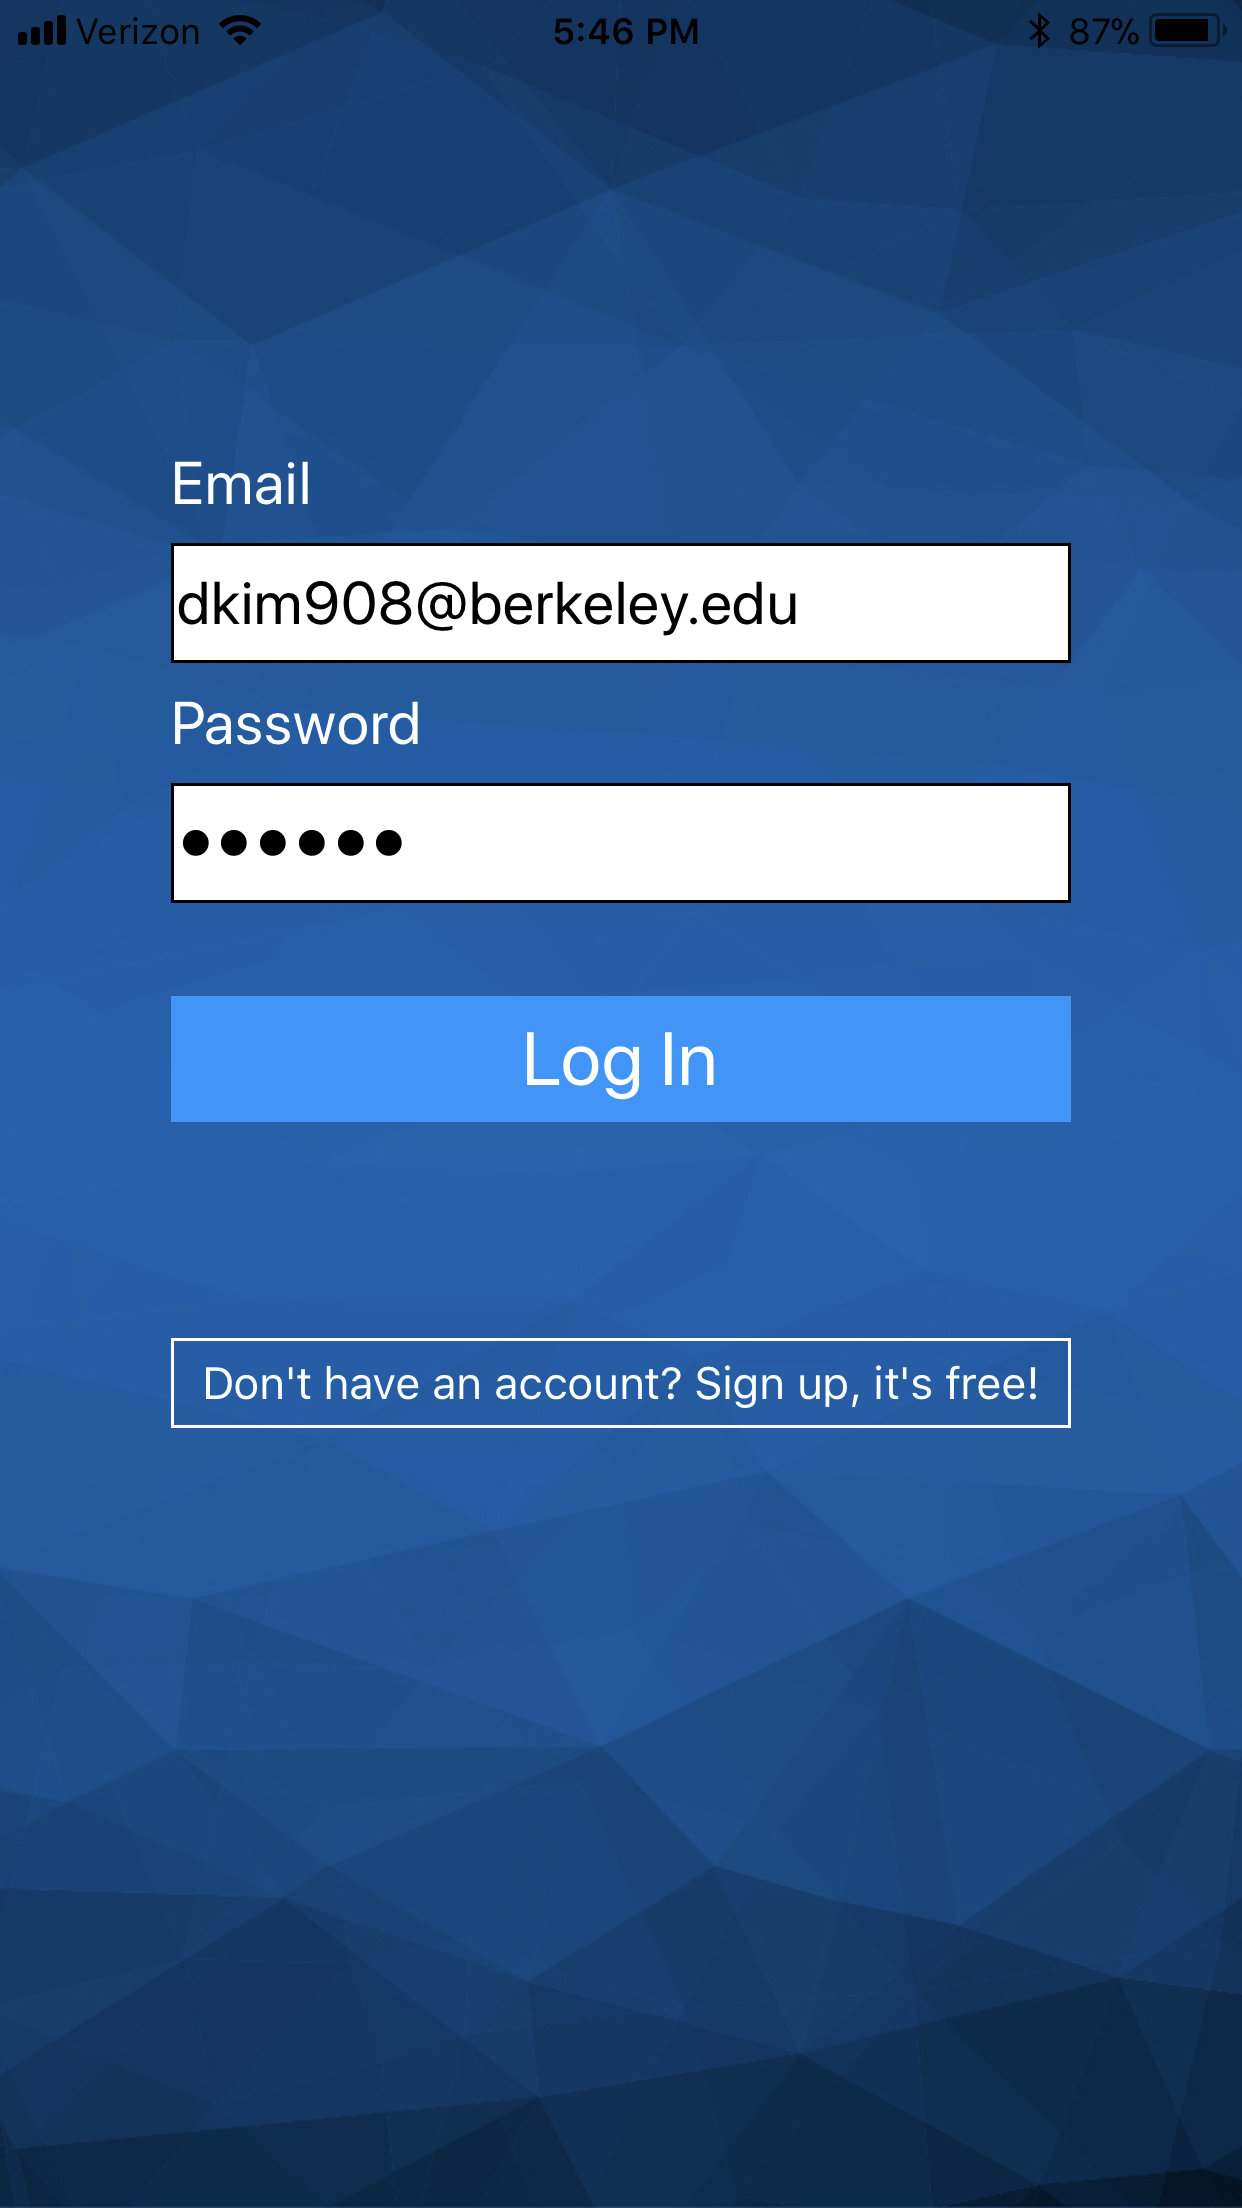 Verizon 5:46 PM 87%
Email
dkim908@berkeley.edu
Password
●●●●●●
Log In
Don't have an account? Sign up, it's free!